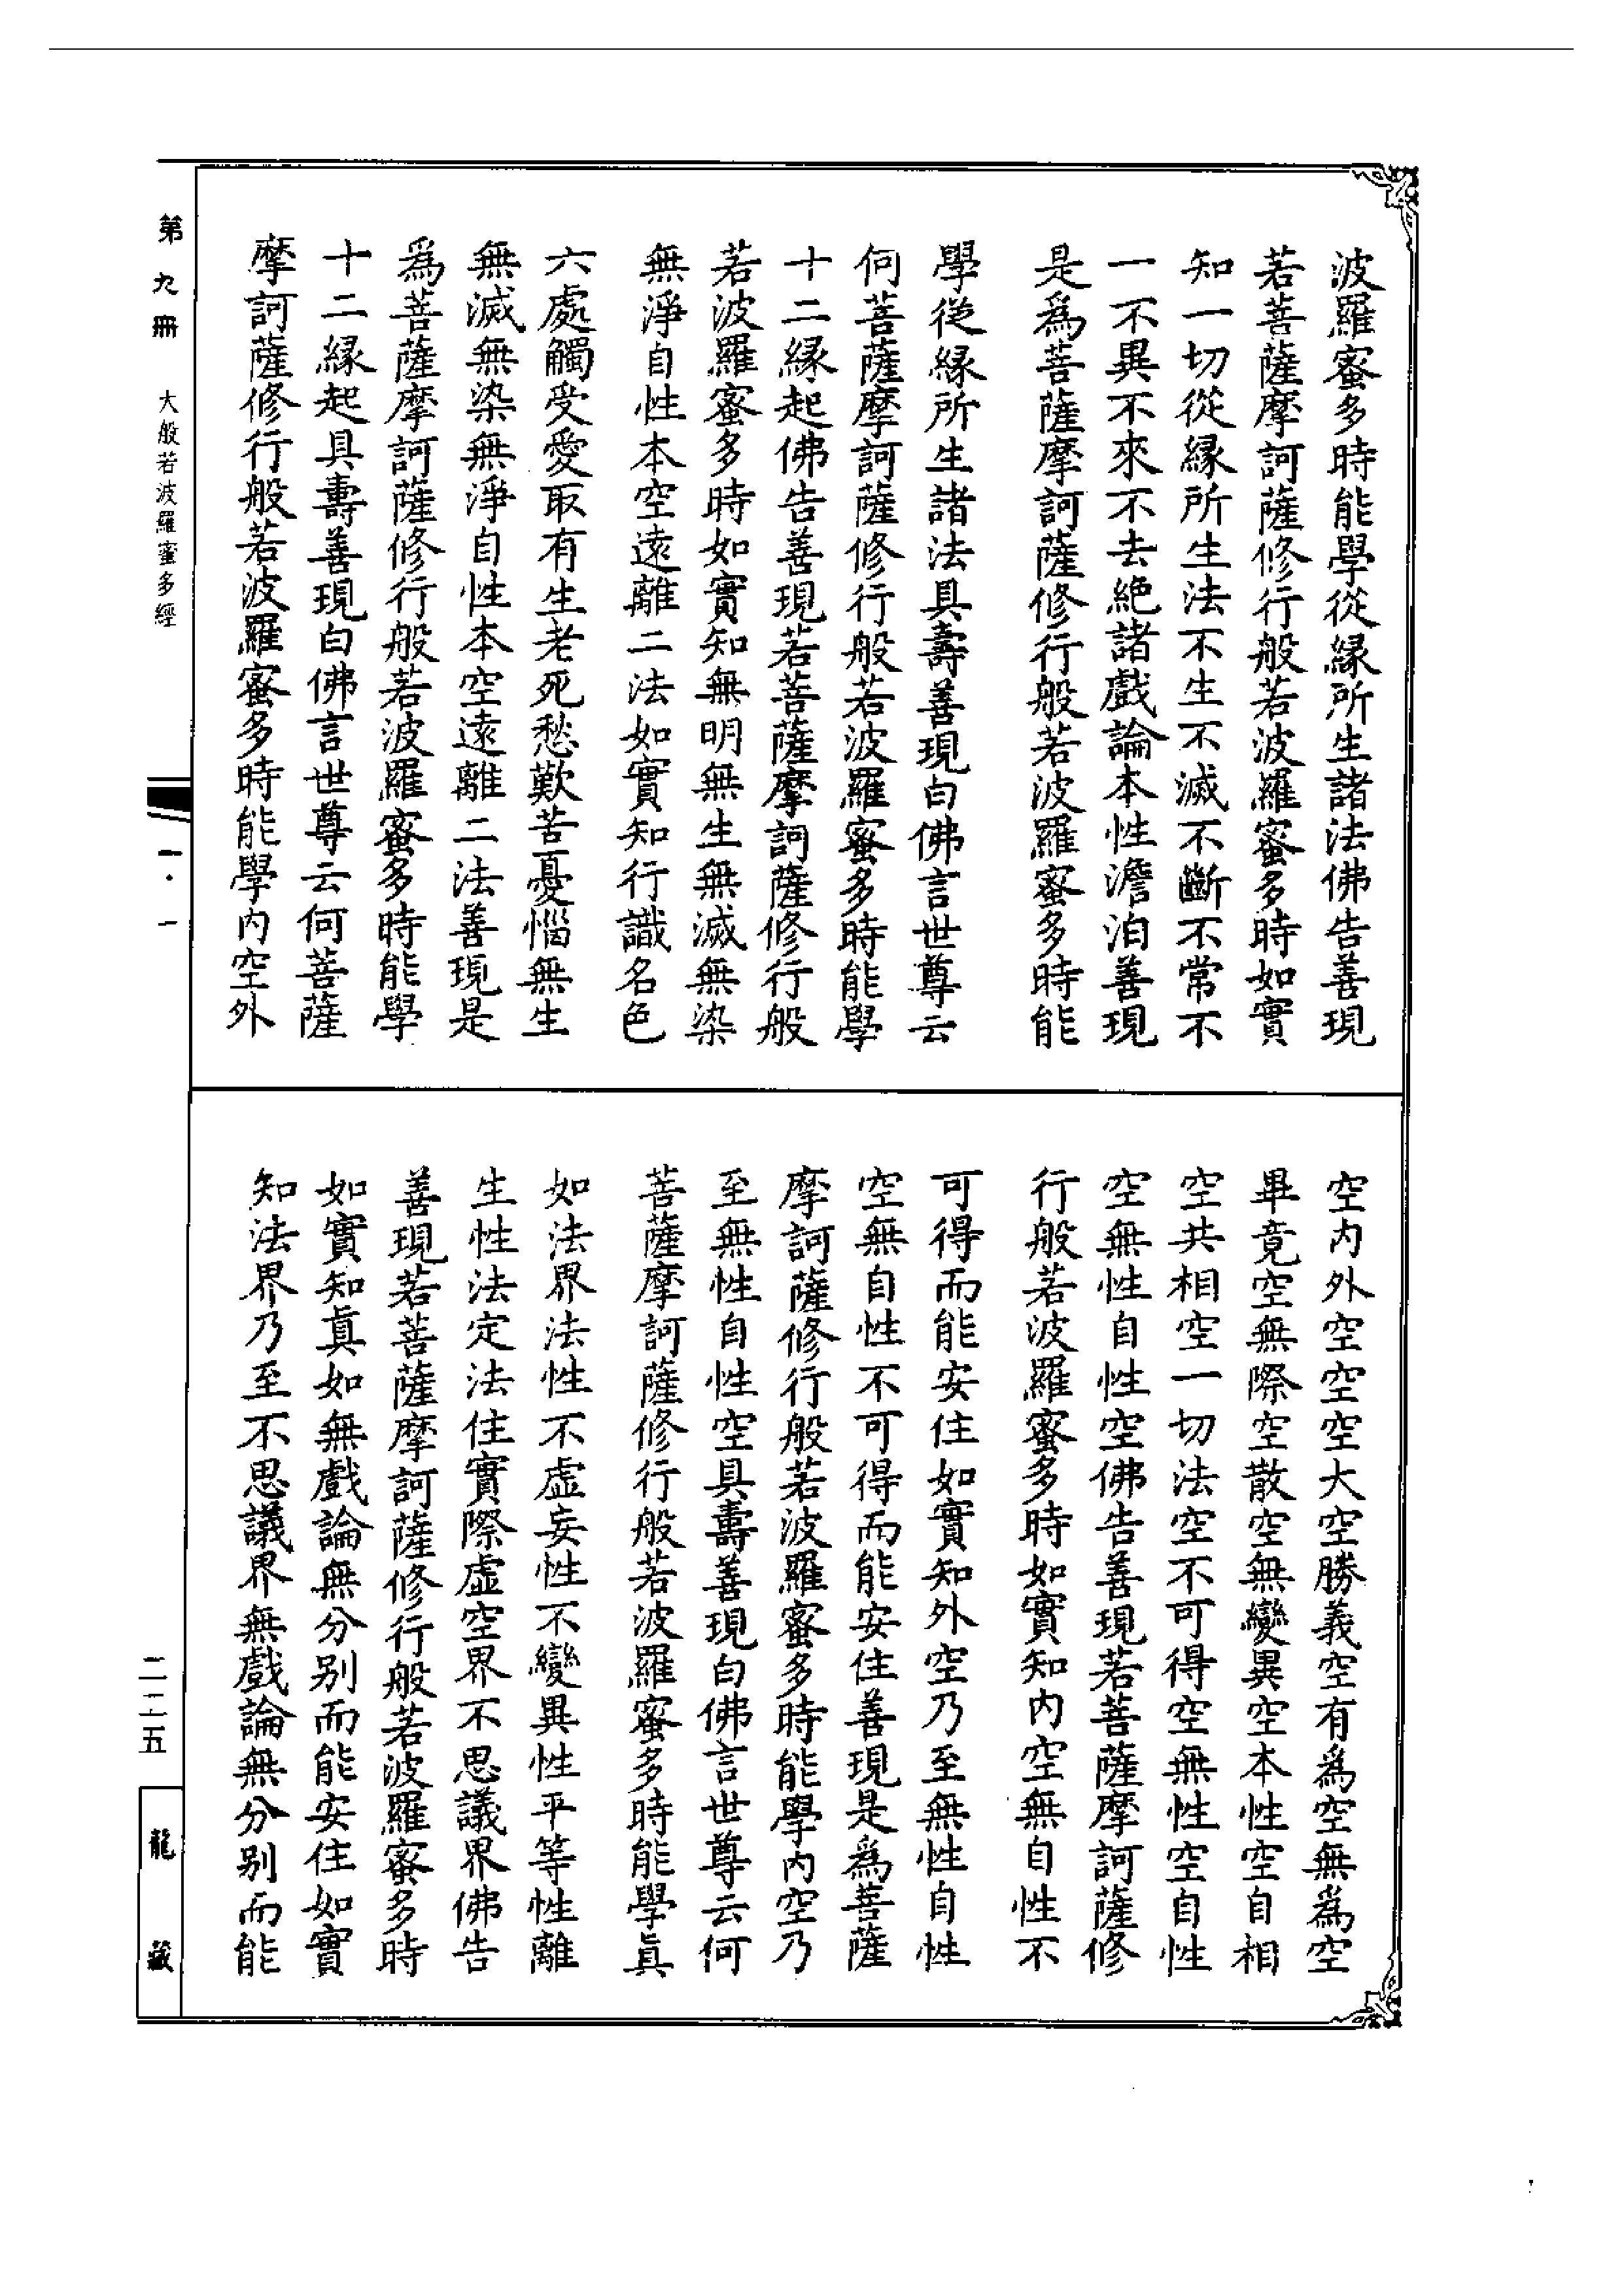 波羅蜜多時能學從緣所生諸法佛告善現
若菩薩摩訶薩修行般若波羅蜜多時如實
知一切從緣所生法不生不滅不斷不常不
一不異不來不去絕諸戲論本性澹泊善現
是爲菩薩摩訶薩修行般若波羅蜜多時能
學從緣所生諸法具壽善現白佛言世尊云
何菩薩摩訶薩修行般若波羅蜜多時能學
十二緣起佛告善現若菩薩摩訶薩修行般
若波羅蜜多時如實知無明無生無滅無染
無淨自性本空遠離二法如實知行識名色
六處觸受愛取有生老死愁歎苦憂惱無生
無滅無染無淨自性本空遠離二法善現是
爲菩薩摩訶薩修行般若波羅蜜多時能學
十二緣起具壽善現白佛言世尊云何菩薩
摩訶薩修行般若波羅蜜多時能學內空外
空內外空空空大空勝義空有爲空無爲空
畢竟空無際空散空無變異空本性空自相
空共相空一切法空不可得空無性空自性
空無性自性空佛告善現若菩薩摩訶薩修
行般若波羅蜜多時如實知內空無自性不
可得而能安住如實知外空乃至無性自性
空無自性不可得而能安住善現是爲菩薩
摩訶薩修行般若波羅蜜多時能學內空乃
至無性自性空具壽善現白佛言世尊云何
菩薩摩訶薩修行般若波羅蜜多時能學眞
如法界法性不虛妄性不變異性平等性離
生性法定法住實際虛空界不思議界佛告
善現若菩薩摩訶薩修行般若波羅蜜多時
如實知眞如無戲論無分別而能安住如實
知法界乃至不思議界無戲論無分別而能
第九冊 大般若波羅蜜多經 一·一
二二五
龍藏